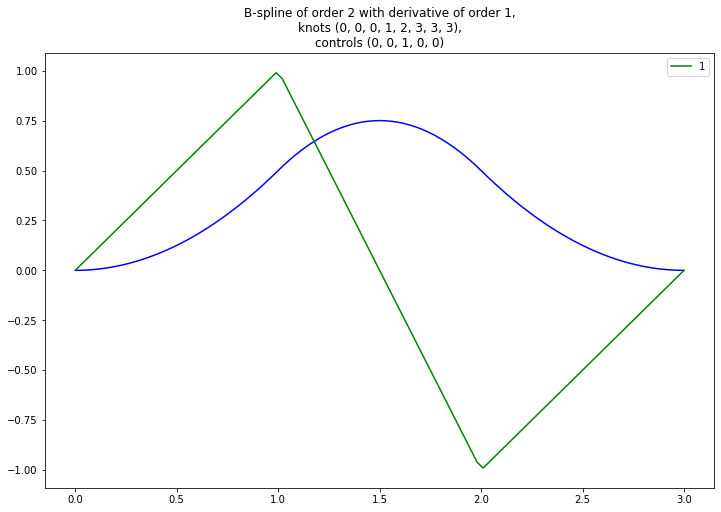 B-spline of order 2 with derivative of order 1,
knots (0, 0, 0, 1, 2, 3, 3, 3),
controls (0, 0, 1, 0, 0)
1
1.00
0.75
0.50
0.25
0.00
−0.25
−0.50
−0.75
−1.00
0.0 0.5 1.0 1.5 2.0 2.5 3.0